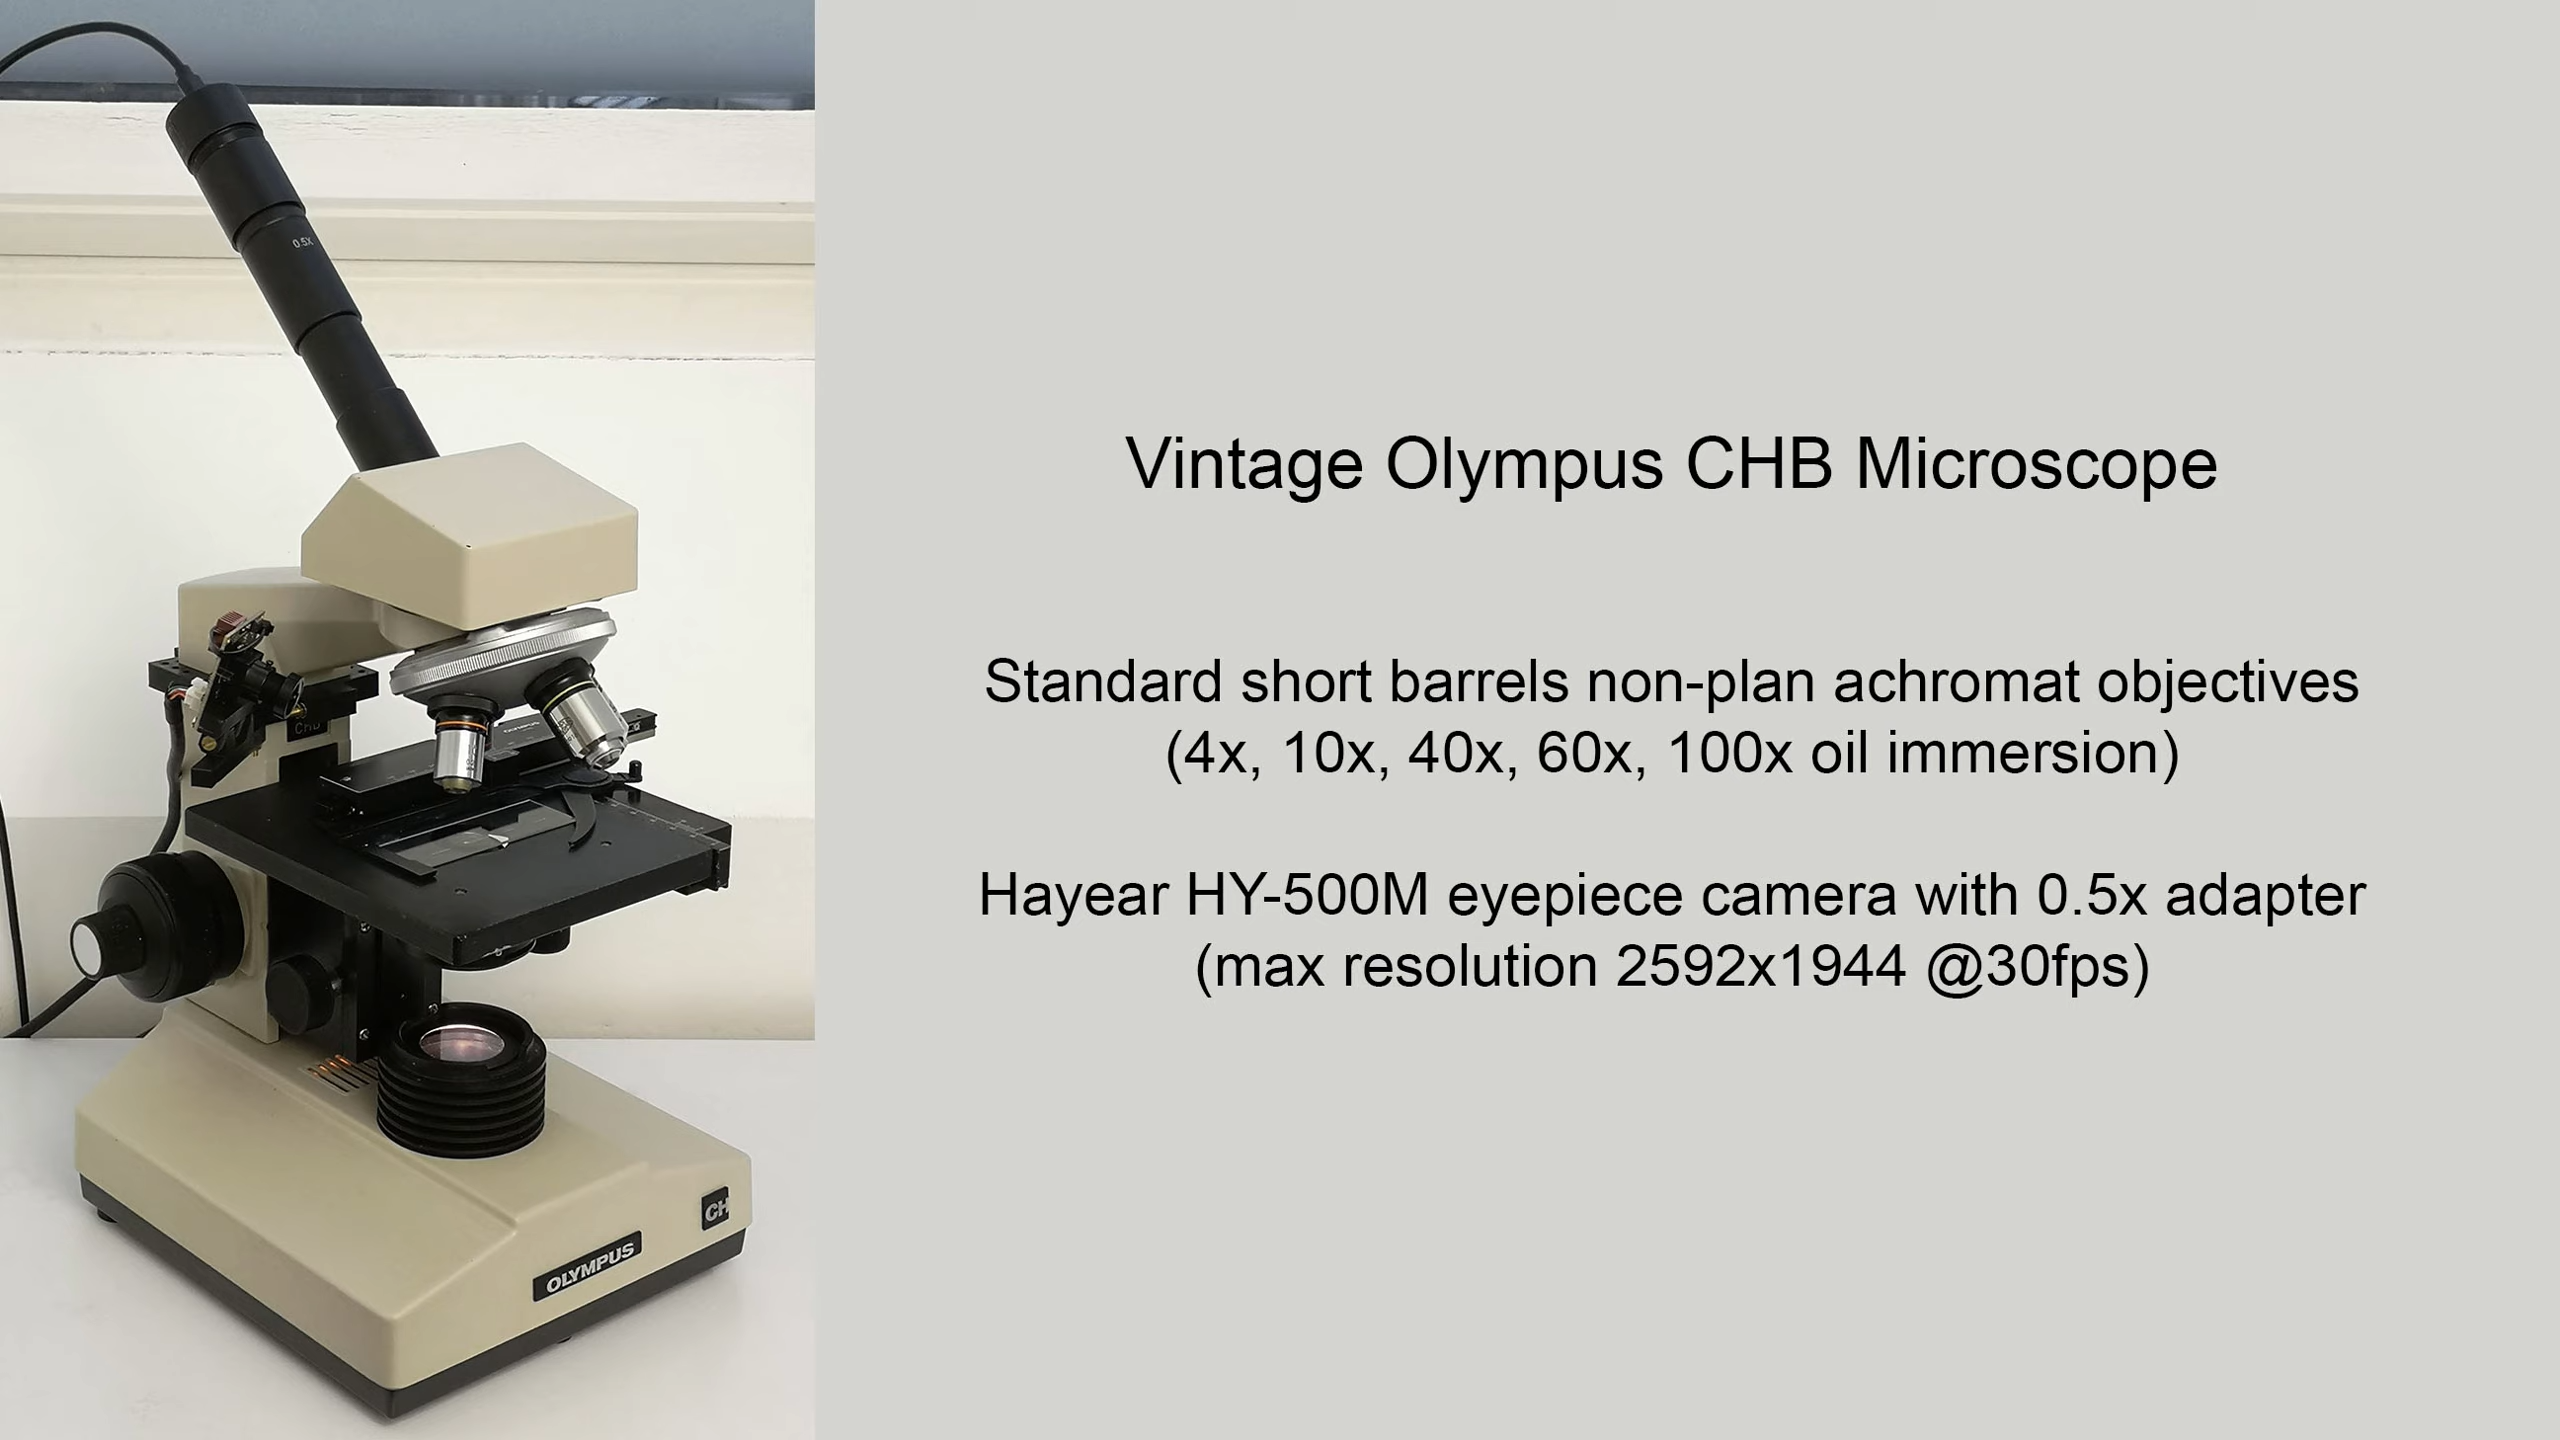 Vintage Olympus CHB Microscope
Standard short barrels non-plan achromat objectives
(4x, 10x, 40x, 60x, 100x oil immersion)
Hayear HY-500M eyepiece camera with 0.5x adapter
(max resolution 2592x1944 @30fps)
0.5X
CHB
CH
OLYMPUS